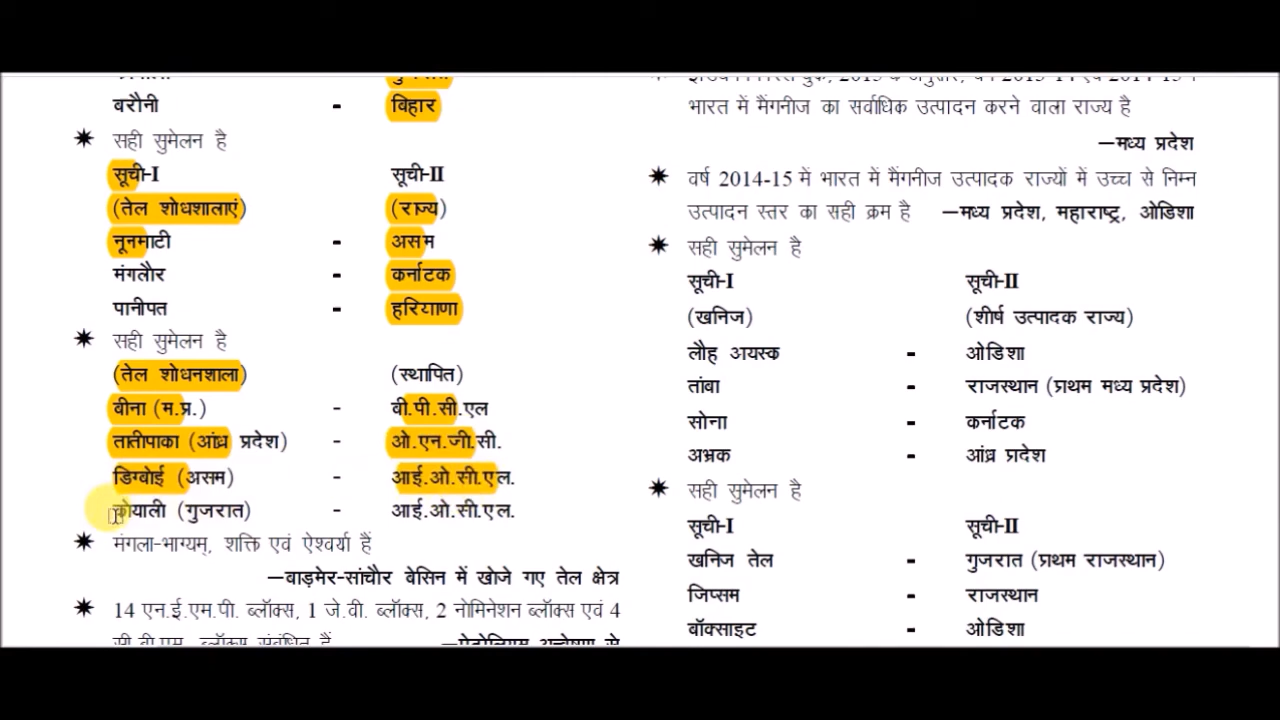 बरौनी - बिहार
सही सुमेलन है
सूची-I सूची-II
(तेल शोधशालाएं) (राज्य)
नूनमाटी - असम
मंगलौर - कर्नाटक
पानीपत - हरियाणा
सही सुमेलन है
(तेल शोधनशाला) (स्थापित)
बीना (म.प्र.) - बी.पी.सी.एल
तातीपाका (आंध्र प्रदेश) - ओ.एन.जी.सी.
डिग्बोई (असम) - आई.ओ.सी.एल.
कोयाली (गुजरात) - आई.ओ.सी.एल.
मंगला-भाग्यम्, शक्ति एवं ऐश्वर्या हैं
–बाड़मेर-सांचौर बेसिन में खोजे गए तेल क्षेत्र
14 एन.ई.एम.पी. ब्लॉक्स, 1 जे.वी. ब्लॉक्स, 2 नोमिनेशन ब्लॉक्स एवं 4
सी.बी.एम. ब्लॉक्स संबंधित हैं –पेट्रोलियम अन्वेषण से
भारत में मैंगनीज का सर्वाधिक उत्पादन करने वाला राज्य है
–मध्य प्रदेश
वर्ष 2014-15 में भारत में मैंगनीज उत्पादक राज्यों में उच्च से निम्न
उत्पादन स्तर का सही क्रम है –मध्य प्रदेश, महाराष्ट्र, ओडिशा
सही सुमेलन है
सूची-I सूची-II
(खनिज) (शीर्ष उत्पादक राज्य)
लौह अयस्क - ओडिशा
तांबा - राजस्थान (प्रथम मध्य प्रदेश)
सोना - कर्नाटक
अभ्रक - आंध्र प्रदेश
सही सुमेलन है
सूची-I सूची-II
खनिज तेल - गुजरात (प्रथम राजस्थान)
जिप्सम - राजस्थान
बॉक्साइट - ओडिशा